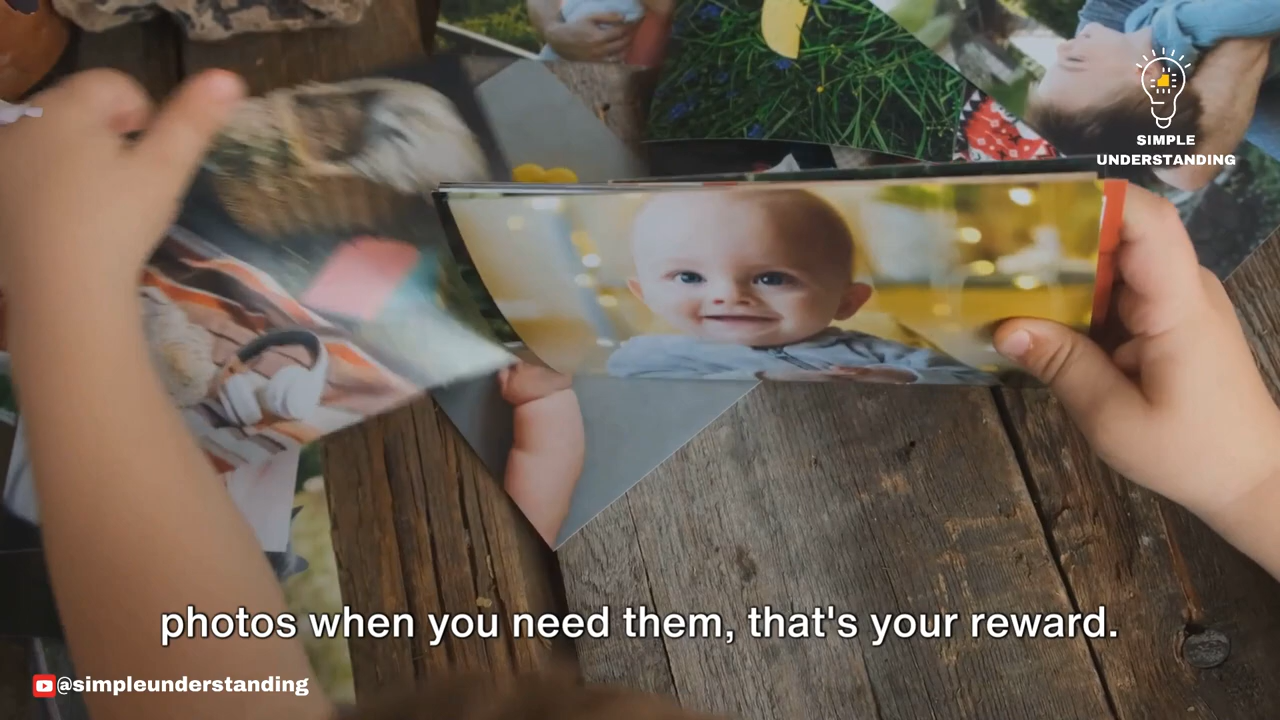 SIMPLE
UNDERSTANDING
photos when you need them, that's your reward.
@simpleunderstanding